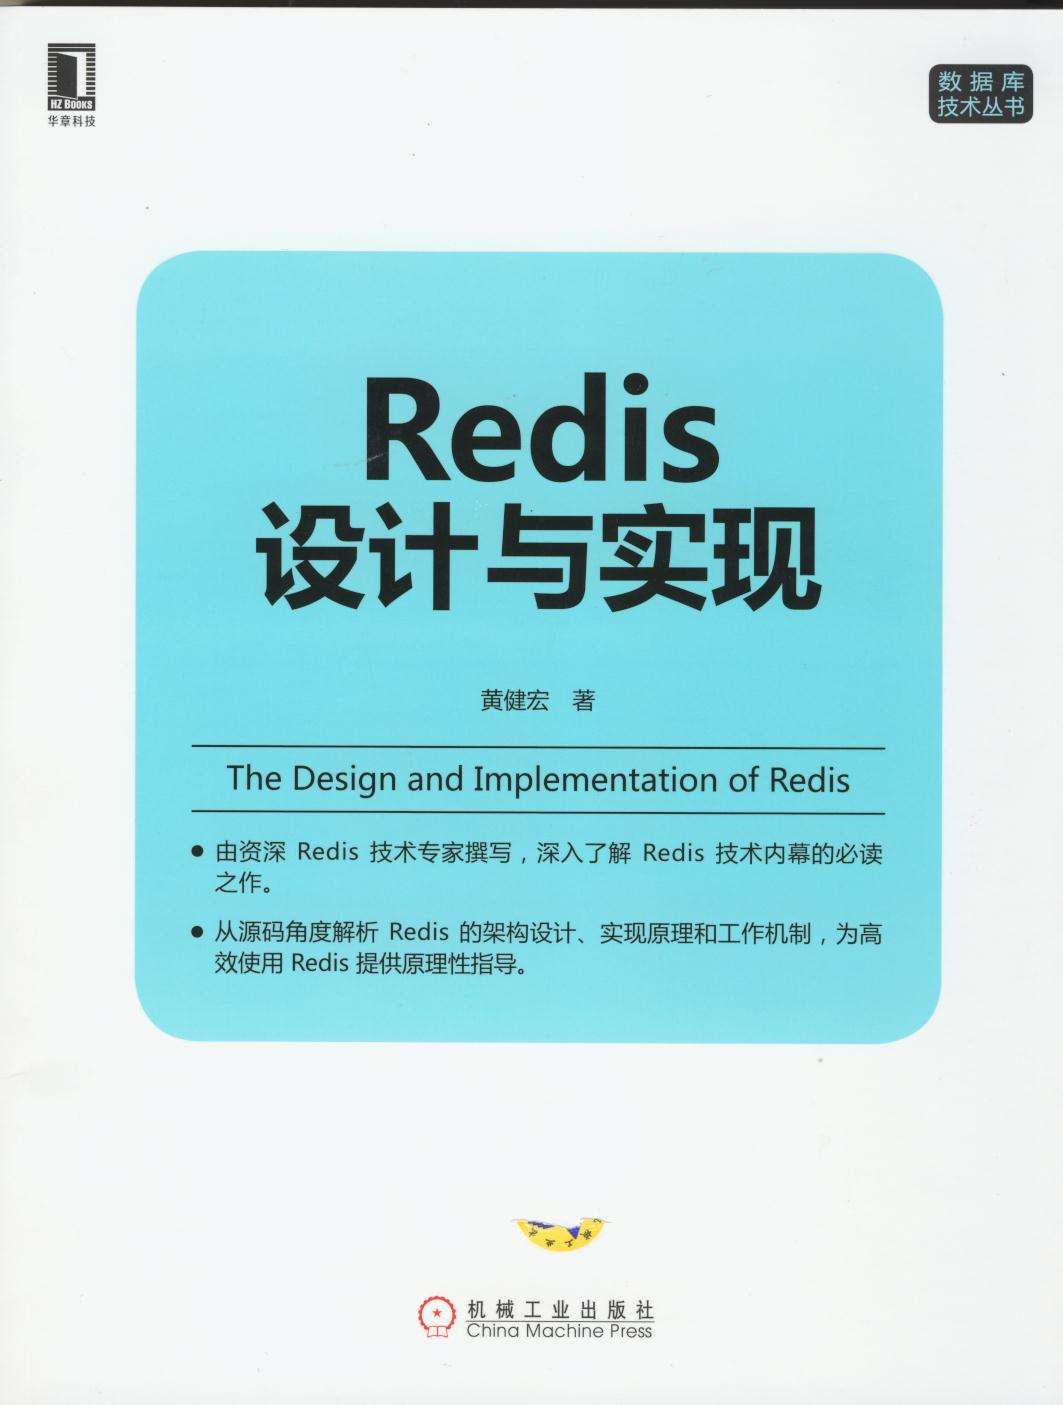 HZ BOOKS
华章科技
数据库
技术丛书
Redis
设计与实现
黄健宏 著
The Design and Implementation of Redis
● 由资深 Redis 技术专家撰写，深入了解 Redis 技术内幕的必读
之作。
● 从源码角度解析 Redis 的架构设计、实现原理和工作机制，为高
效使用 Redis 提供原理性指导。
机械工业出版社
China Machine Press